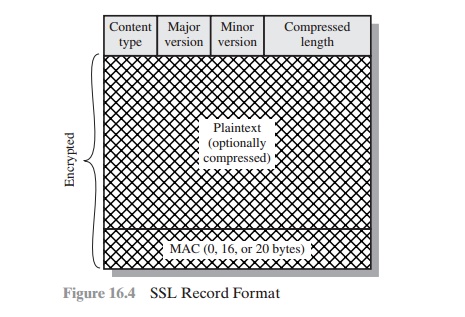 Content Major Minor Compressed
type version version length
Plaintext
(optionally
compressed)
Encrypted
MAC (0, 16, or 20 bytes)
Figure 16.4 SSL Record Format